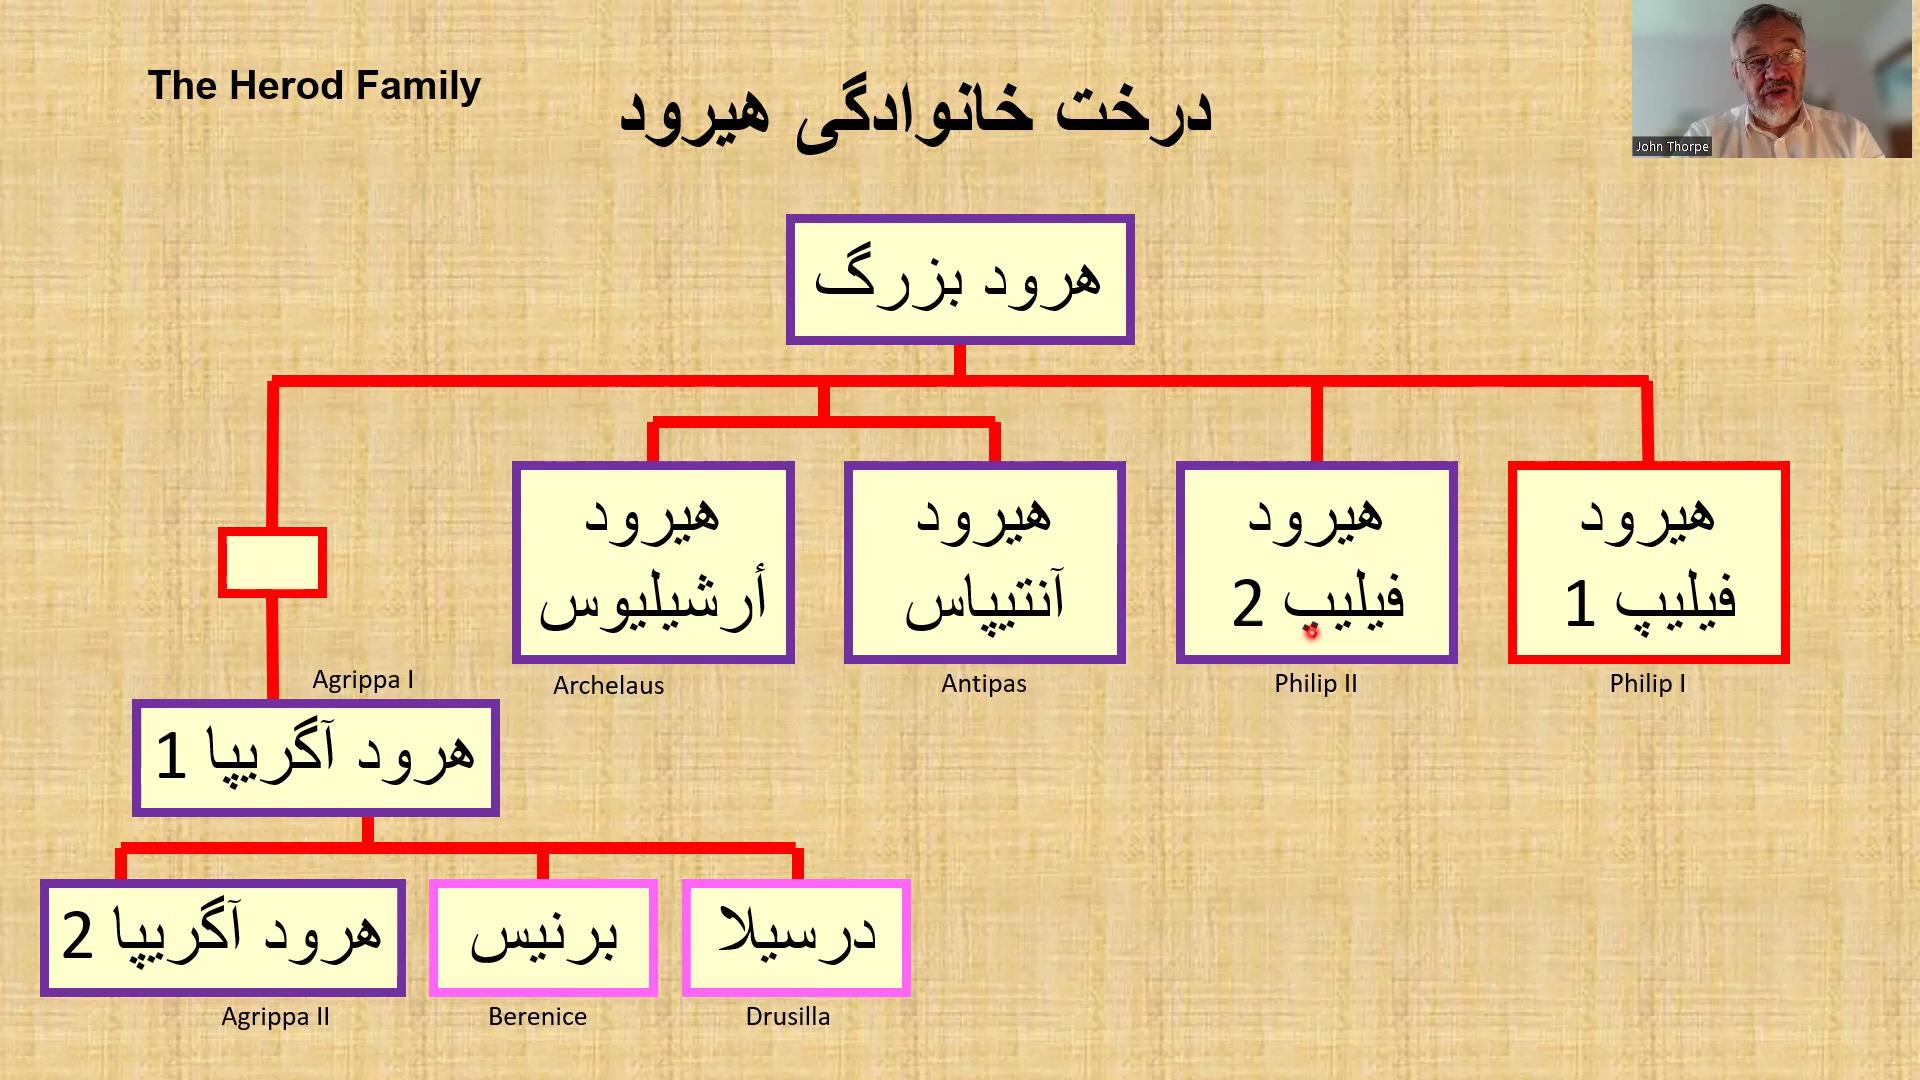 The Herod Family
درخت خانوادگی هیرود
John Thorpe
هرود بزرگ
هیرود
أرشیلیوس
هیرود
آنتیپاس
هیرود
فیلیپ 2
هیرود
فیلیپ 1
Archelaus
Antipas
Philip II
Philip I
Agrippa I
هرود آگریپا 1
هرود آگریپا 2
برنیس
درسیلا
Agrippa II
Berenice
Drusilla